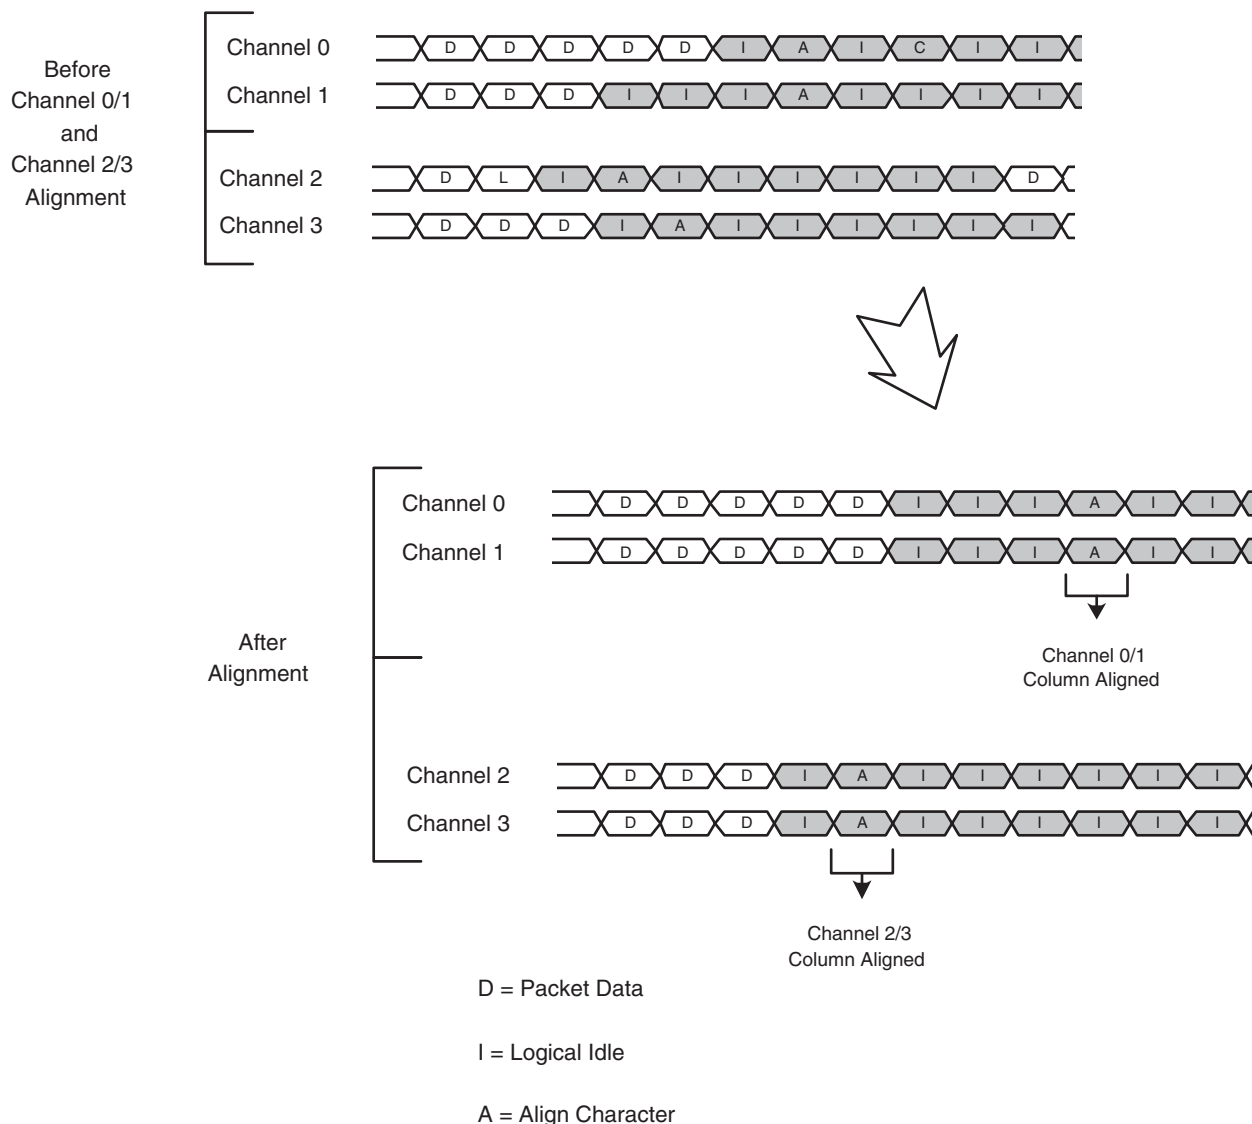 Before
Channel 0/1
and
Channel 2/3
Alignment
Channel 0 D D D D D I A I C I I
Channel 1 D D D I I I A I I I I
Channel 2 D L I A I I I I I I D
Channel 3 D D D I A I I I I I I
After
Alignment
Channel 0 D D D D D I I I A I I
Channel 1 D D D D D I I I A I I
Channel 0/1
Column Aligned
Channel 2 D D D I A I I I I I I
Channel 3 D D D I A I I I I I I
Channel 2/3
Column Aligned
D = Packet Data
I = Logical Idle
A = Align Character